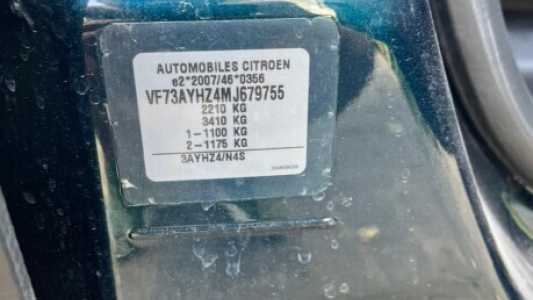 AUTOMOBILES CITROEN
e2*2007/46*0356
VF73AYHZ4MJ679755
2210 KG
3410 KG
1-1100 KG
2-1175 KG
3AYHZ4/N4S